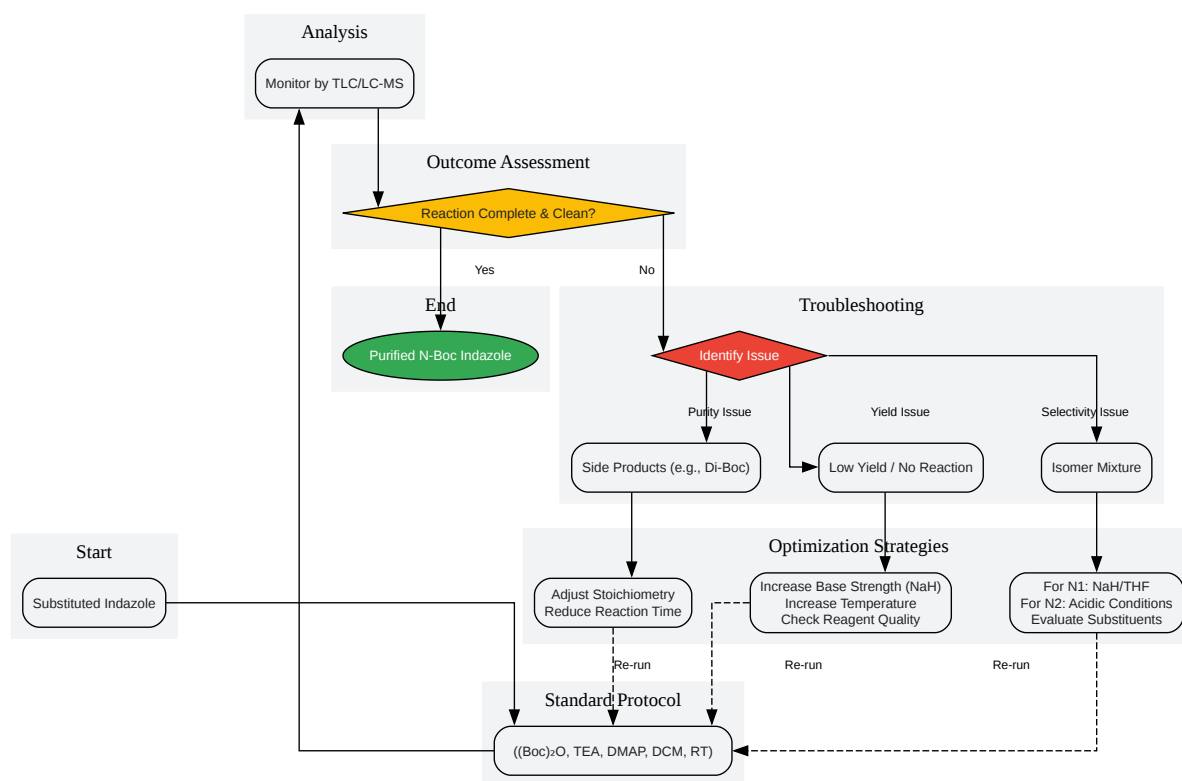 Analysis
Monitor by TLC/LC-MS
Outcome Assessment
Reaction Complete & Clean?
Yes
No
End
Purified N-Boc Indazole
Troubleshooting
Identify Issue
Purity Issue
Yield Issue
Selectivity Issue
Side Products (e.g., Di-Boc)
Low Yield / No Reaction
Isomer Mixture
Start
Substituted Indazole
Optimization Strategies
Adjust Stoichiometry
Reduce Reaction Time
Increase Base Strength (NaH)
Increase Temperature
Check Reagent Quality
For N1: NaH/THF
For N2: Acidic Conditions
Evaluate Substituents
Re-run
Re-run
Re-run
Standard Protocol
((Boc)₂O, TEA, DMAP, DCM, RT)